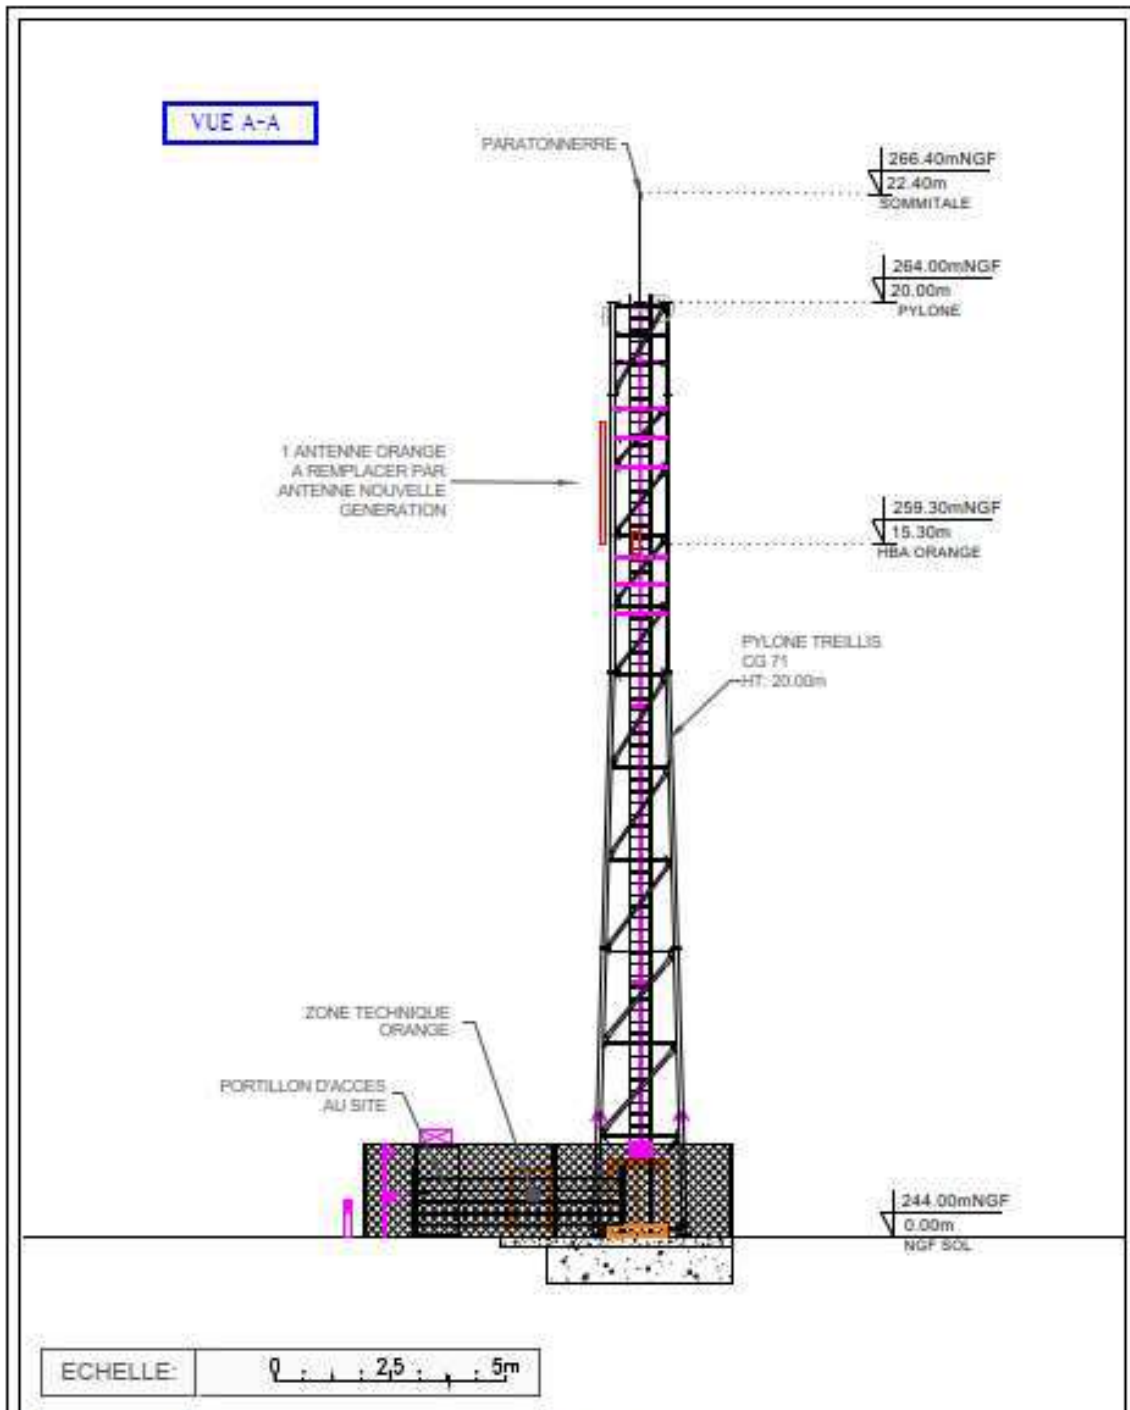 VUE A-A
PARATONNERRE
266.40mNGF
22.40m
SOMMITALE
264.00mNGF
20.00m
PYLONE
1 ANTENNE ORANGE
A REMPLACER PAR
ANTENNE NOUVELLE
GENERATION
259.30mNGF
15.30m
HBA ORANGE
PYLONE TREILLIS
CG 71
HT: 20.00m
ZONE TECHNIQUE
ORANGE
PORTILLON D'ACCES
AU SITE
244.00mNGF
0.00m
NGF SOL
ECHELLE: 0 2,5 5m